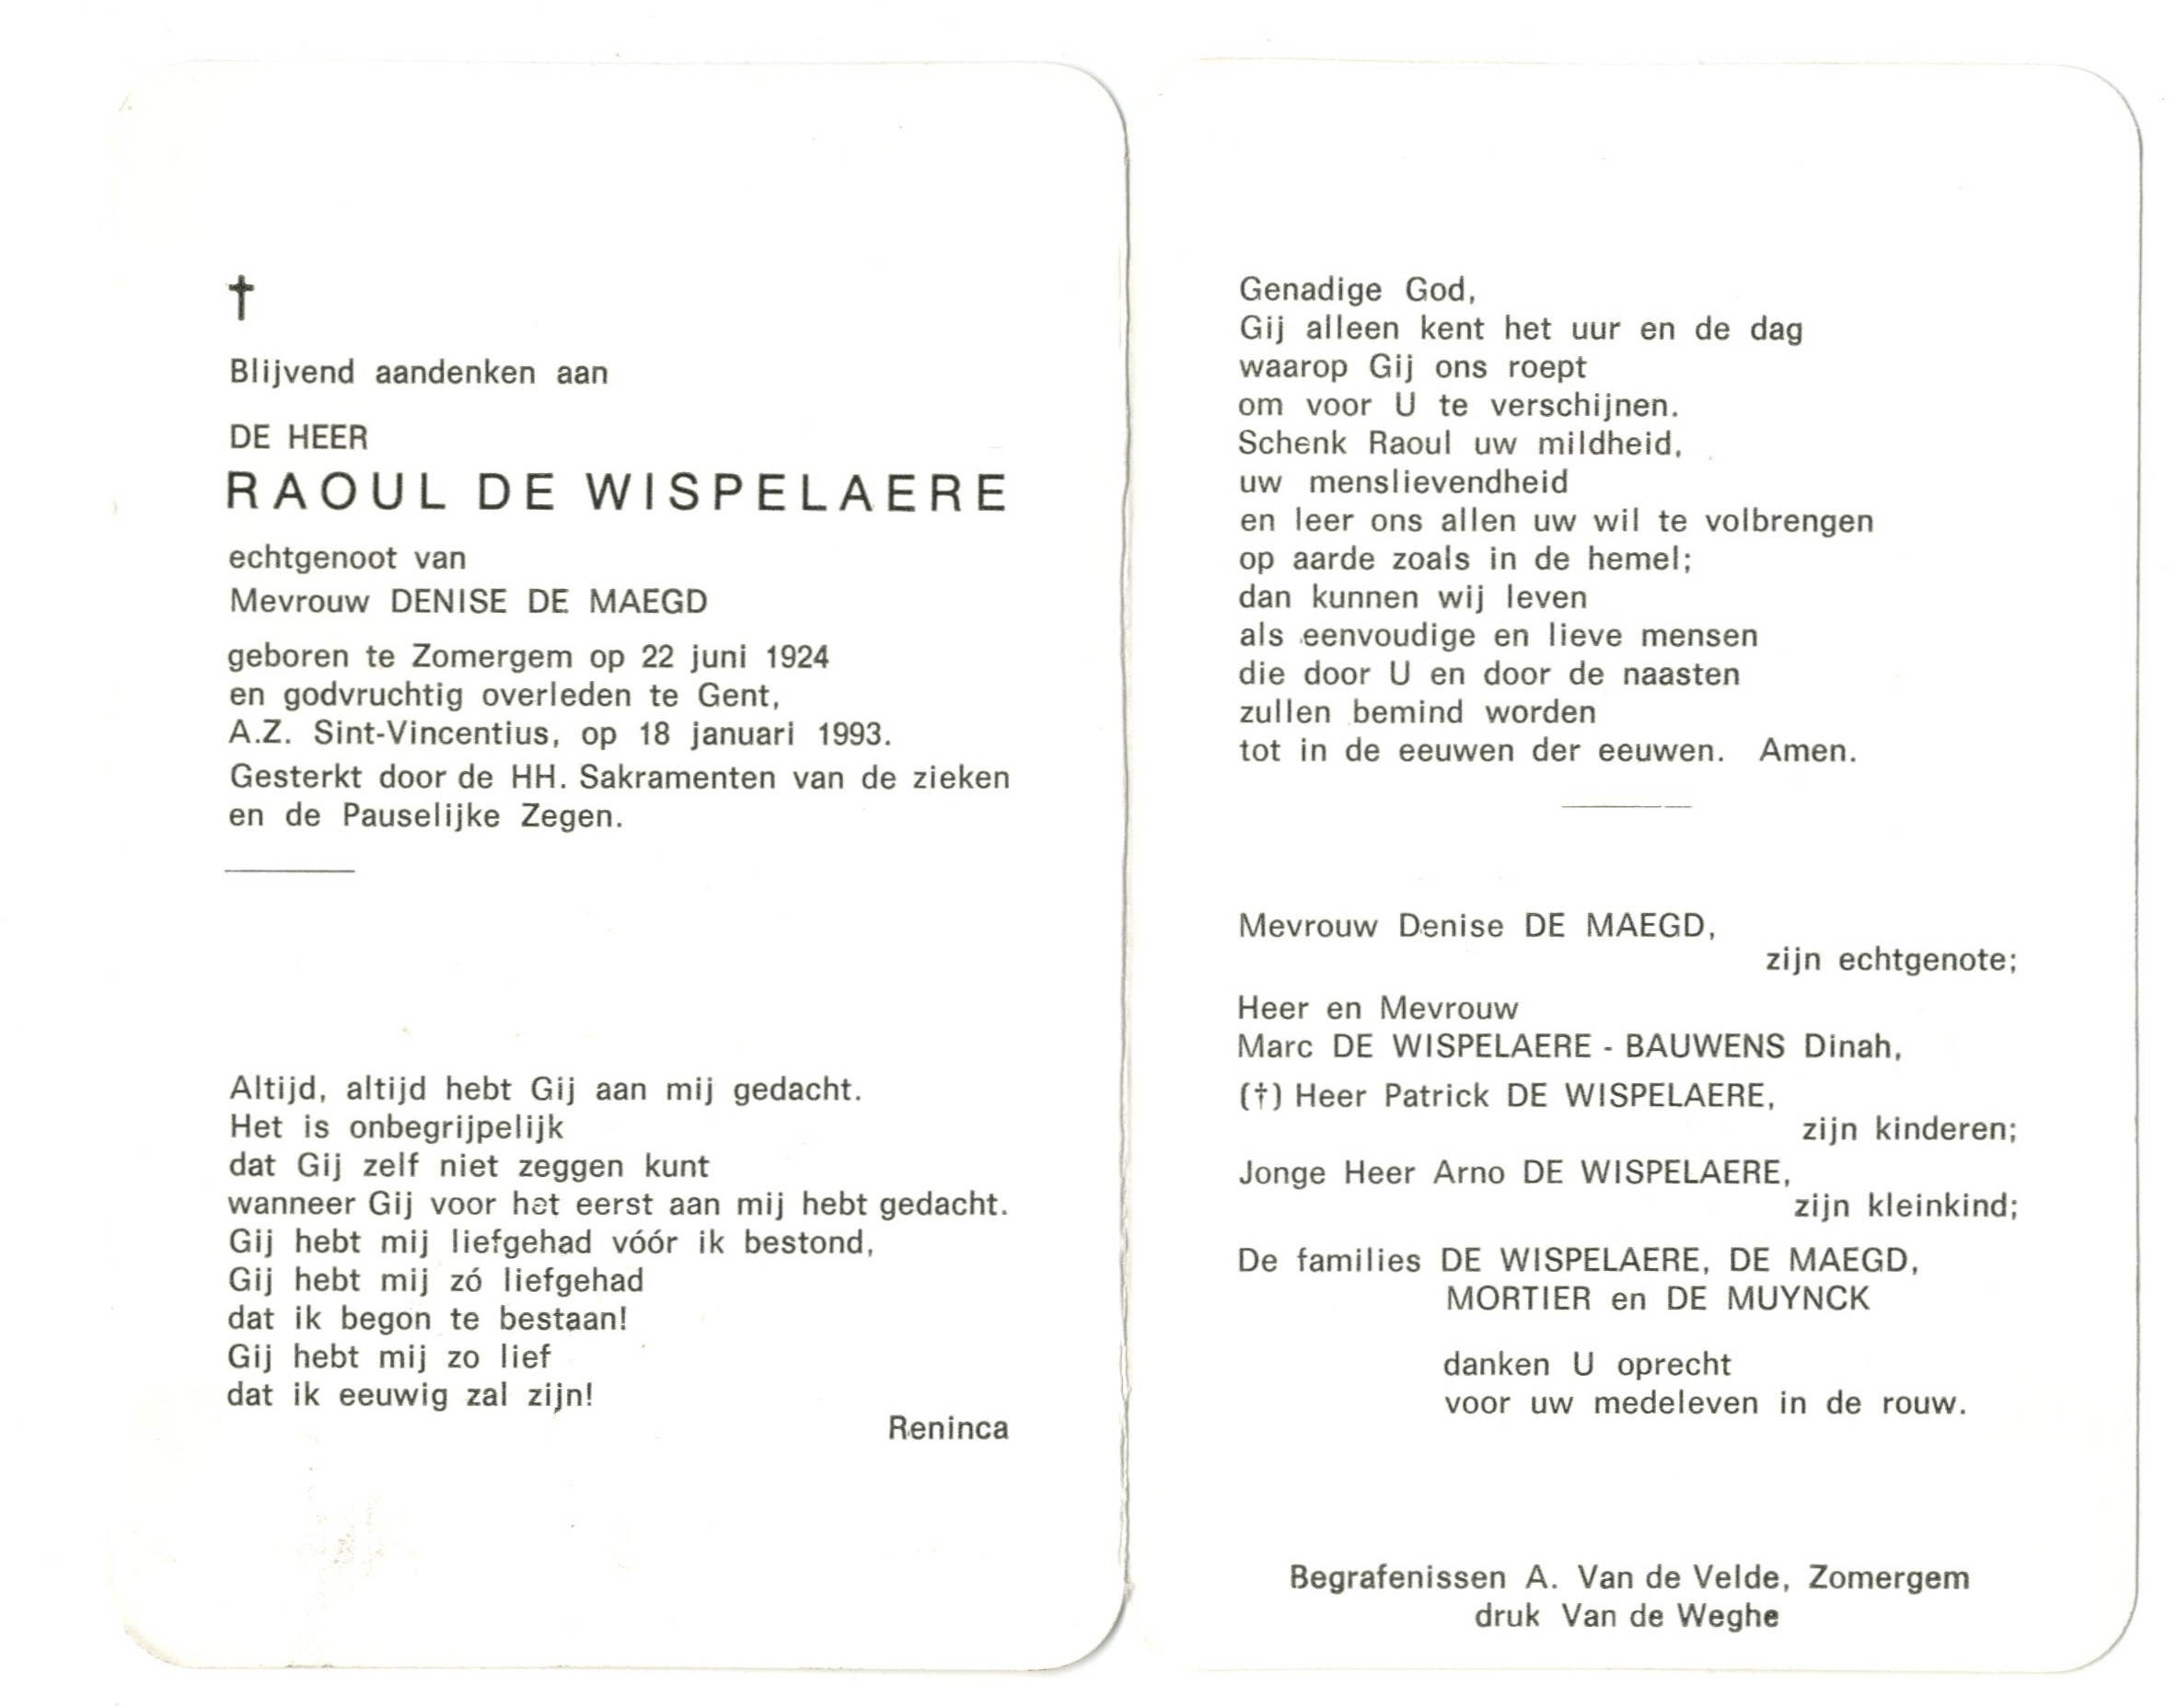 †
Blijvend aandenken aan
DE HEER
RAOUL DE WISPELAERE
echtgenoot van
Mevrouw DENISE DE MAEGD
geboren te Zomergem op 22 juni 1924
en godvruchtig overleden te Gent,
A.Z. Sint-Vincentius, op 18 januari 1993.
Gesterkt door de HH. Sakramenten van de zieken
en de Pauselijke Zegen.
Altijd, altijd hebt Gij aan mij gedacht.
Het is onbegrijpelijk
dat Gij zelf niet zeggen kunt
wanneer Gij voor het eerst aan mij hebt gedacht.
Gij hebt mij liefgehad vóór ik bestond,
Gij hebt mij zó liefgehad
dat ik begon te bestaan!
Gij hebt mij zo lief
dat ik eeuwig zal zijn!
Reninca
Genadige God,
Gij alleen kent het uur en de dag
waarop Gij ons roept
om voor U te verschijnen.
Schenk Raoul uw mildheid,
uw menslievendheid
en leer ons allen uw wil te volbrengen
op aarde zoals in de hemel;
dan kunnen wij leven
als eenvoudige en lieve mensen
die door U en door de naasten
zullen bemind worden
tot in de eeuwen der eeuwen. Amen.
Mevrouw Denise DE MAEGD,
zijn echtgenote;
Heer en Mevrouw
Marc DE WISPELAERE - BAUWENS Dinah,
(†) Heer Patrick DE WISPELAERE,
zijn kinderen;
Jonge Heer Arno DE WISPELAERE,
zijn kleinkind;
De families DE WISPELAERE, DE MAEGD,
MORTIER en DE MUYNCK
danken U oprecht
voor uw medeleven in de rouw.
Begrafenissen A. Van de Velde, Zomergem
druk Van de Weghe